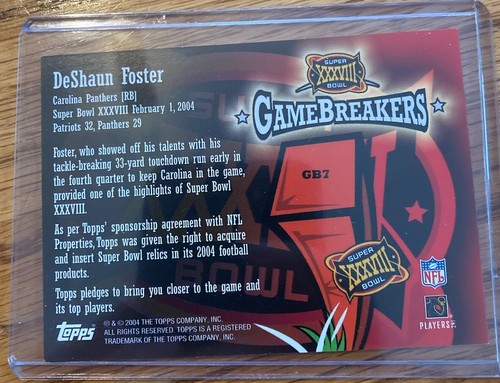 DeShaun Foster
Carolina Panthers [RB]
Super Bowl XXXVIII February 1, 2004
Patriots 32, Panthers 29
SUPER
XXXVIII
BOWL
GAMEBREAKERS
Foster, who showed off his talents with his
tackle-breaking 33-yard touchdown run early in
the fourth quarter to keep Carolina in the game,
provided one of the highlights of Super Bowl
XXXVIII.
GB7
As per Topps' sponsorship agreement with NFL
Properties, Topps was given the right to acquire
and insert Super Bowl relics in its 2004 football
products.
SUPER
XXXVIII
BOWL
BOWL
NFL
Topps pledges to bring you closer to the game and
its top players.
PLAYERS
topps
® & © 2004 THE TOPPS COMPANY, INC.
ALL RIGHTS RESERVED. TOPPS IS A REGISTERED
TRADEMARK OF THE TOPPS COMPANY, INC.